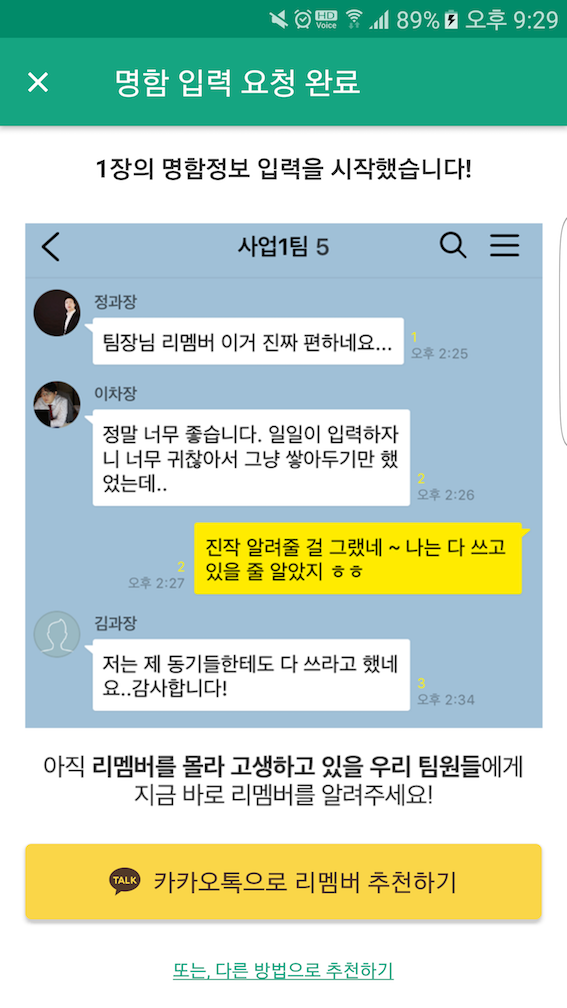 HD Voice 89% 오후 9:29
명함 입력 요청 완료
1장의 명함정보 입력을 시작했습니다!
사업1팀 5
정과장
팀장님 리멤버 이거 진짜 편하네요...
1
오후 2:25
이차장
정말 너무 좋습니다. 일일이 입력하자
니 너무 귀찮아서 그냥 쌓아두기만 했
었는데..
2
오후 2:26
진작 알려줄 걸 그랬네 ~ 나는 다 쓰고
있을 줄 알았지 ㅎㅎ
2
오후 2:27
김과장
저는 제 동기들한테도 다 쓰라고 했네
요..감사합니다!
3
오후 2:34
아직 리멤버를 몰라 고생하고 있을 우리 팀원들에게
지금 바로 리멤버를 알려주세요!
TALK 카카오톡으로 리멤버 추천하기
또는, 다른 방법으로 추천하기